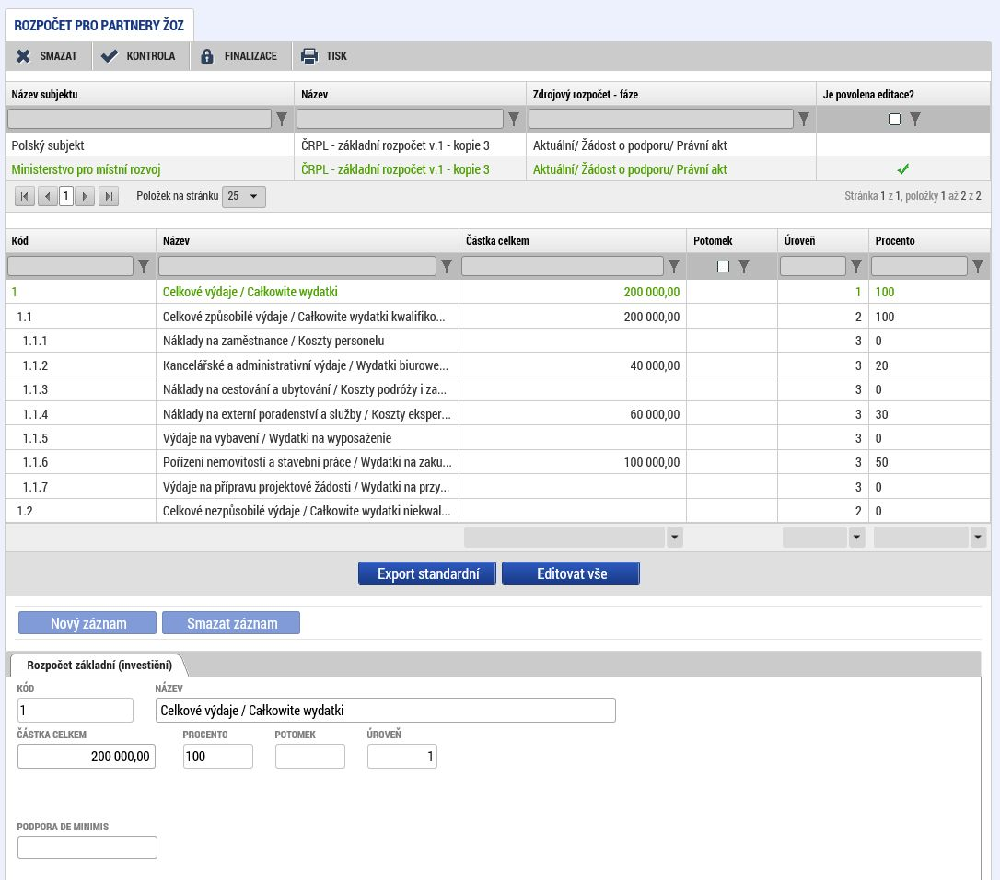 ROZPOČET PRO PARTNERY ŽOZ
SMAZAT KONTROLA FINALIZACE TISK
Název subjektu Název Zdrojový rozpočet - fáze Je povolena editace?
Polský subjekt ČRPL - základní rozpočet v.1 - kopie 3 Aktuální/ Žádost o podporu/ Právní akt
Ministerstvo pro místní rozvoj ČRPL - základní rozpočet v.1 - kopie 3 Aktuální/ Žádost o podporu/ Právní akt
1 Položek na stránku 25 Stránka 1 z 1, položky 1 až 2 z 2
Kód Název Částka celkem Potomek Úroveň Procento
1 Celkové výdaje / Całkowite wydatki 200 000,00 1 100
1.1 Celkové způsobilé výdaje / Całkowite wydatki kwalifiko... 200 000,00 2 100
1.1.1 Náklady na zaměstnance / Koszty personelu 3 0
1.1.2 Kancelářské a administrativní výdaje / Wydatki biurowe... 40 000,00 3 20
1.1.3 Náklady na cestování a ubytování / Koszty podróży i za... 3 0
1.1.4 Náklady na externí poradenství a služby / Koszty eksper... 60 000,00 3 30
1.1.5 Výdaje na vybavení / Wydatki na wyposażenie 3 0
1.1.6 Pořízení nemovitostí a stavební práce / Wydatki na zaku... 100 000,00 3 50
1.1.7 Výdaje na přípravu projektové žádosti / Wydatki na przy... 3 0
1.2 Celkové nezpůsobilé výdaje / Całkowite wydatki niekwal... 2 0
Export standardní Editovat vše
Nový záznam Smazat záznam
Rozpočet základní (investiční)
KÓD NÁZEV
1 Celkové výdaje / Całkowite wydatki
ČÁSTKA CELKEM PROCENTO POTOMEK ÚROVEŇ
200 000,00 100 1
PODPORA DE MINIMIS